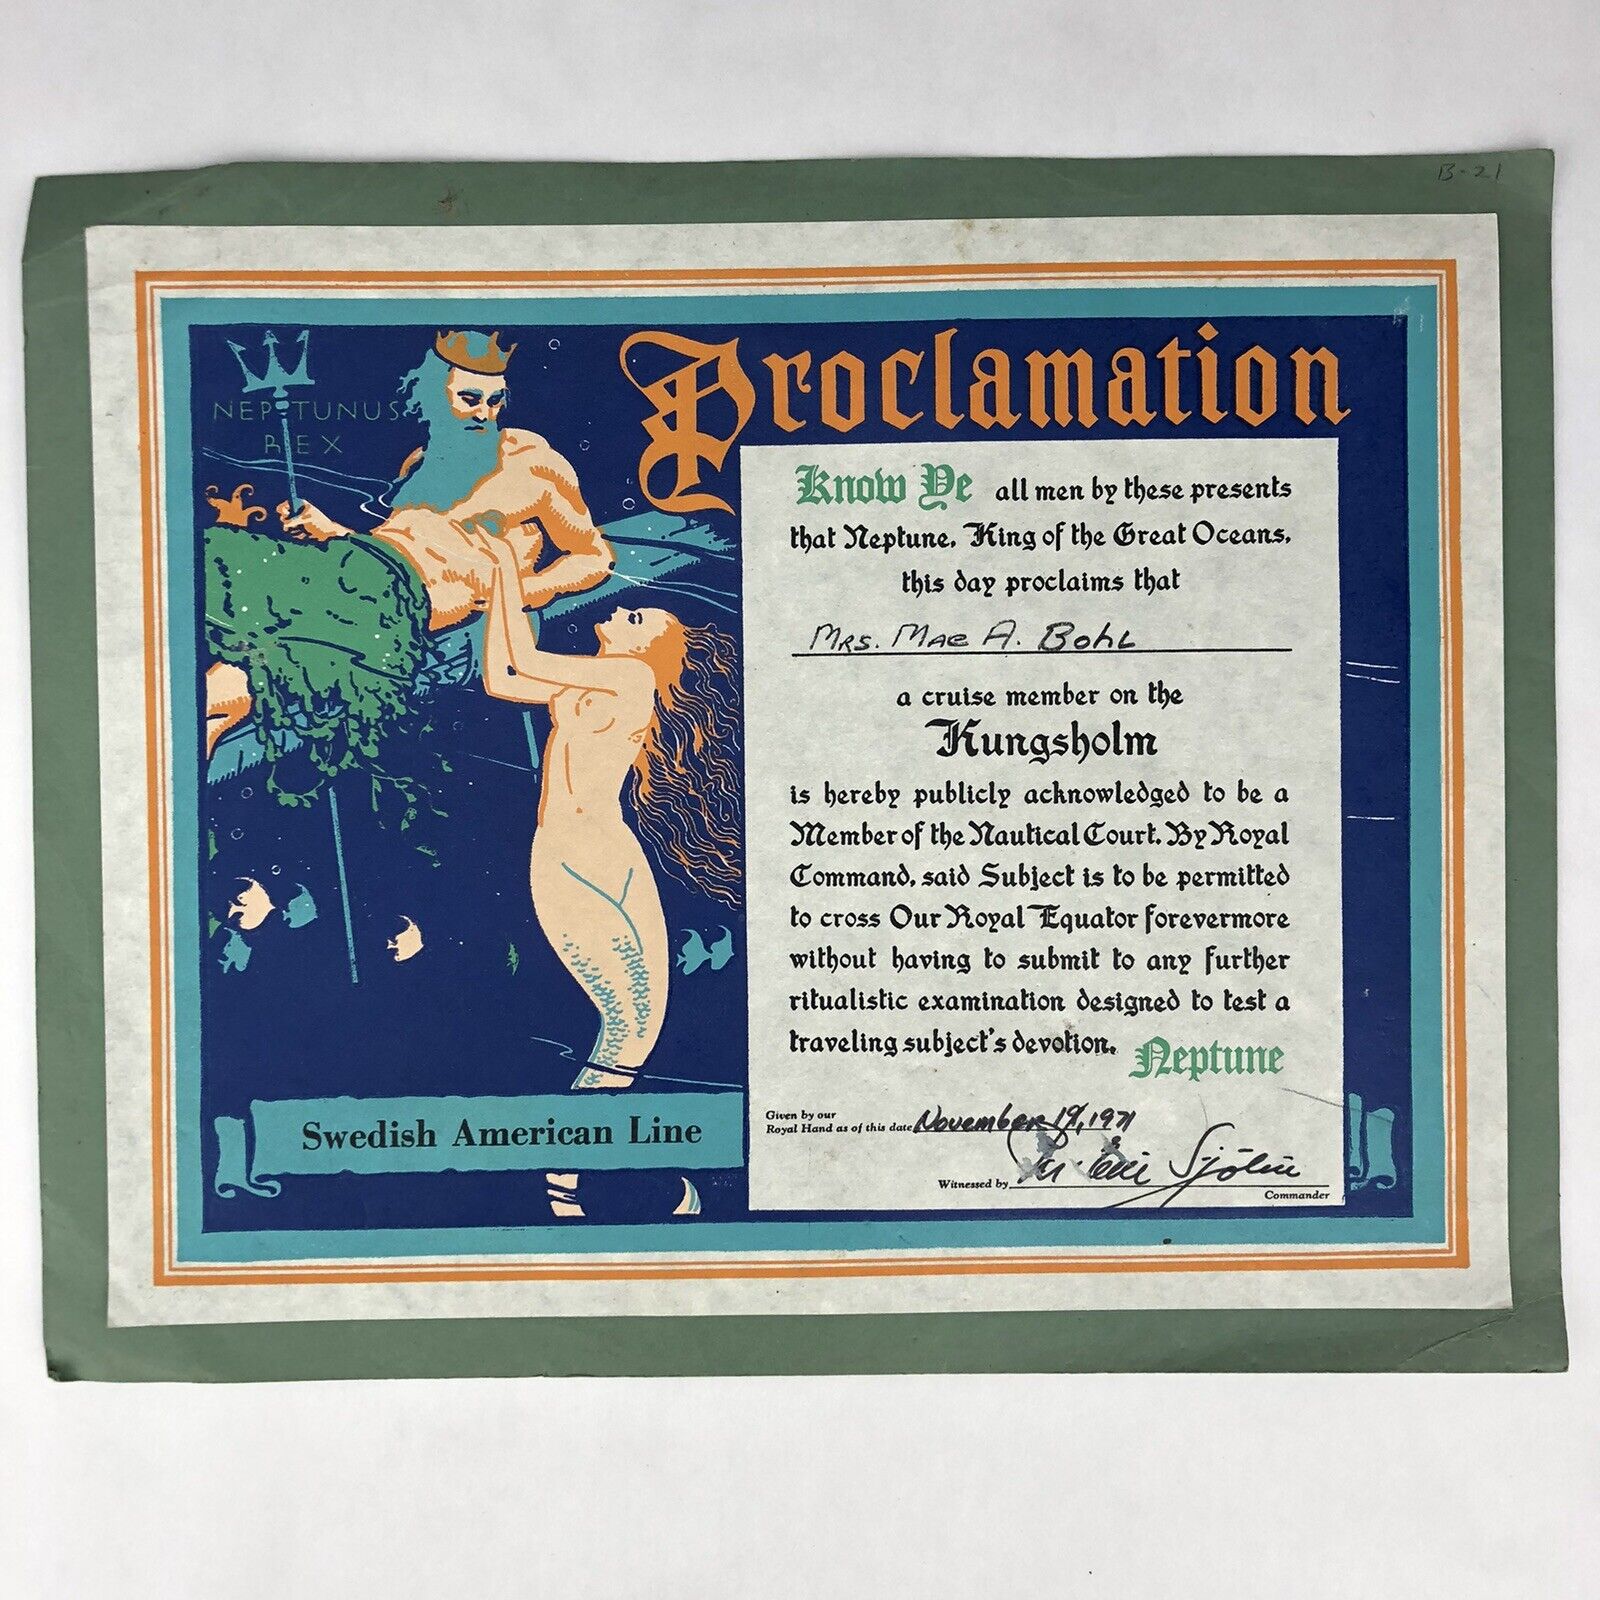 B-21
NEPTUNUS
REX
Proclamation
Know Ye all men by these presents
that Neptune, King of the Great Oceans,
this day proclaims that
Mrs. Mae A. Bohl
a cruise member on the
Kungsholm
is hereby publicly acknowledged to be a
Member of the Nautical Court. By Royal
Command, said Subject is to be permitted
to cross Our Royal Equator forevermore
without having to submit to any further
ritualistic examination designed to test a
traveling subject's devotion.
Neptune
Given by our
Royal Hand as of this date November 19, 1971
Witnessed by Sjölin
Commander
Swedish American Line